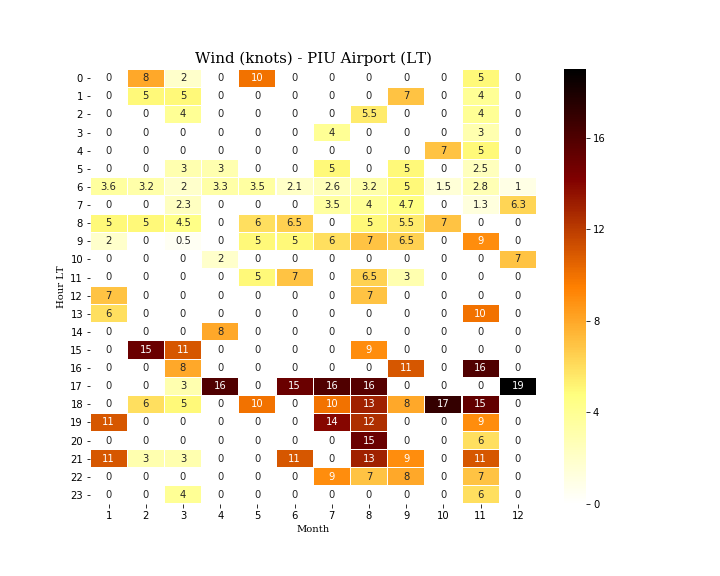 Wind (knots) - PIU Airport (LT)
0 0 8 2 0 10 0 0 0 0 0 5 0
1 0 5 5 0 0 0 0 0 7 0 4 0
2 0 0 4 0 0 0 0 5.5 0 0 4 0
3 0 0 0 0 0 0 4 0 0 0 3 0
4 0 0 0 0 0 0 0 0 0 7 5 0
5 0 0 3 3 0 0 5 0 5 0 2.5 0
6 3.6 3.2 2 3.3 3.5 2.1 2.6 3.2 5 1.5 2.8 1
7 0 0 2.3 0 0 0 3.5 4 4.7 0 1.3 6.3
8 5 5 4.5 0 6 6.5 0 5 5.5 7 0 0
9 2 0 0.5 0 5 5 6 7 6.5 0 9 0
10 0 0 0 2 0 0 0 0 0 0 0 7
11 0 0 0 0 5 7 0 6.5 3 0 0 0
12 7 0 0 0 0 0 0 7 0 0 0 0
13 6 0 0 0 0 0 0 0 0 0 10 0
14 0 0 0 8 0 0 0 0 0 0 0 0
15 0 15 11 0 0 0 0 9 0 0 0 0
16 0 0 8 0 0 0 0 0 11 0 16 0
17 0 0 3 16 0 15 16 16 0 0 0 19
18 0 6 5 0 10 0 10 13 8 17 15 0
19 11 0 0 0 0 0 14 12 0 0 9 0
20 0 0 0 0 0 0 0 15 0 0 6 0
21 11 3 3 0 0 11 0 13 9 0 11 0
22 0 0 0 0 0 0 9 7 8 0 7 0
23 0 0 4 0 0 0 0 0 0 0 6 0
1 2 3 4 5 6 7 8 9 10 11 12
Month
Hour LT
16
12
8
4
0